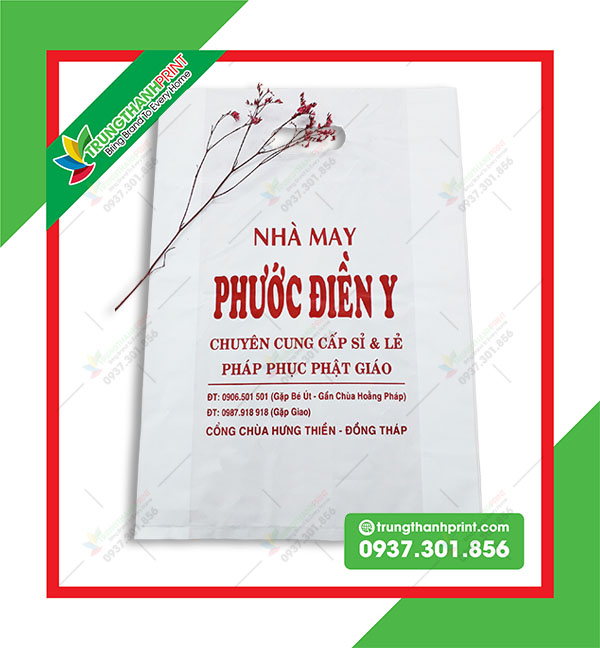 TRUNGTHANHPRINT
Bring Brand To Every Home
NHÀ MAY
PHƯỚC ĐIỀN Y
CHUYÊN CUNG CẤP SỈ & LẺ
PHÁP PHỤC PHẬT GIÁO
ĐT: 0906.501 501 (Gặp Bé Út - Gần Chùa Hoằng Pháp)
ĐT: 0987.918 918 (Gặp Giao)
CỔNG CHÙA HƯNG THIỀN - ĐỒNG THÁP
trungthanhprint.com
0937.301.856